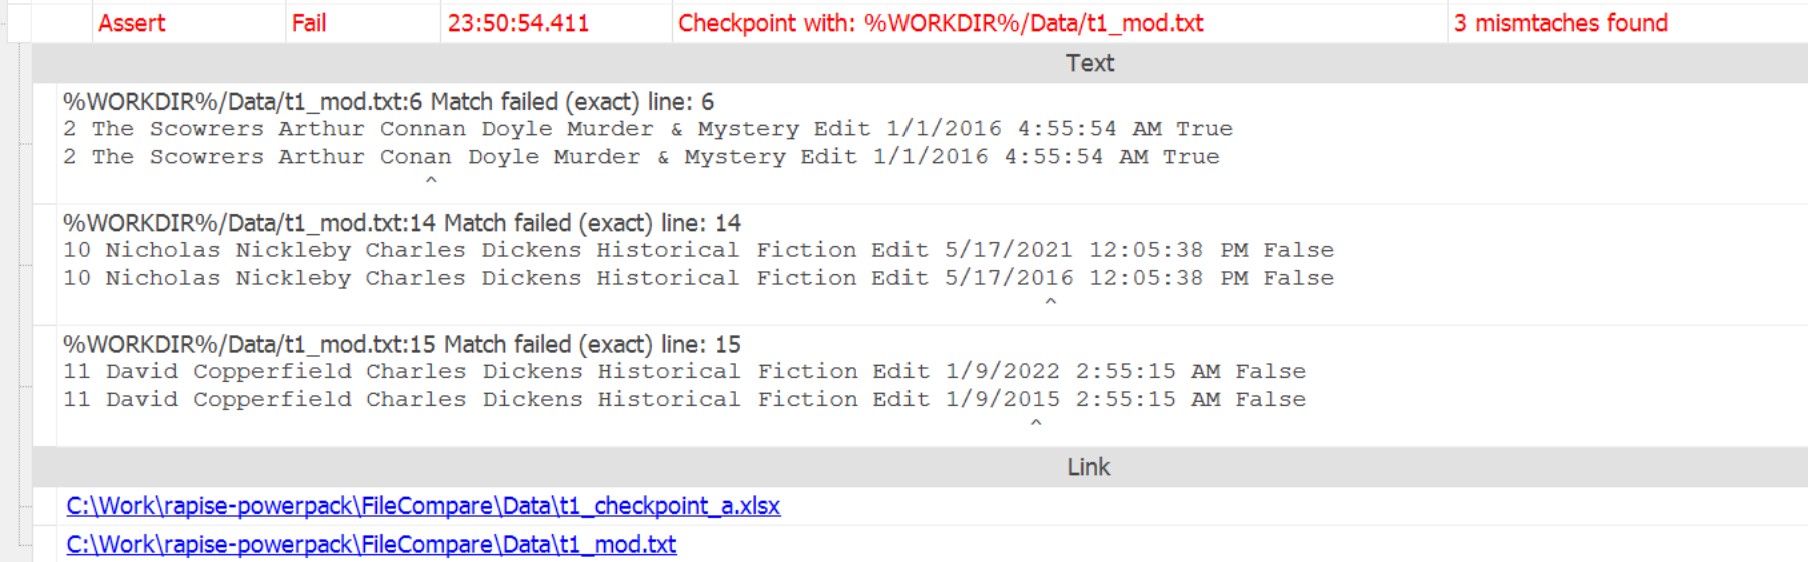 Assert Fail 23:50:54.411 Checkpoint with: %WORKDIR%/Data/t1_mod.txt 3 mismtaches found
Text
%WORKDIR%/Data/t1_mod.txt:6 Match failed (exact) line: 6
2 The Scowrers Arthur Connan Doyle Murder & Mystery Edit 1/1/2016 4:55:54 AM True
2 The Scowrers Arthur Conan Doyle Murder & Mystery Edit 1/1/2016 4:55:54 AM True
^
%WORKDIR%/Data/t1_mod.txt:14 Match failed (exact) line: 14
10 Nicholas Nickleby Charles Dickens Historical Fiction Edit 5/17/2021 12:05:38 PM False
10 Nicholas Nickleby Charles Dickens Historical Fiction Edit 5/17/2016 12:05:38 PM False
^
%WORKDIR%/Data/t1_mod.txt:15 Match failed (exact) line: 15
11 David Copperfield Charles Dickens Historical Fiction Edit 1/9/2022 2:55:15 AM False
11 David Copperfield Charles Dickens Historical Fiction Edit 1/9/2015 2:55:15 AM False
^
Link
C:\Work\rapise-powerpack\FileCompare\Data\t1_checkpoint_a.xlsx
C:\Work\rapise-powerpack\FileCompare\Data\t1_mod.txt